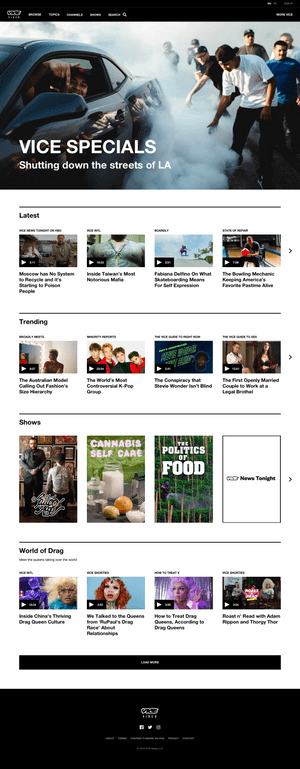 VICE
VIDEO
BROWSE
TOPICS
CHANNELS
SHOWS
SEARCH
MORE VICE
VICE SPECIALS
Shutting down the streets of LA
Latest
VICE NEWS TONIGHT ON HBO
Moscow has No System
to Recycle and it's
Starting to Poison
People
VICE INTL
Inside Taiwan's Most
Notorious Mafia
Fabiana Delfino On What
Skateboarding Means
For Self Expression
STATE OF REPAIR
The Bowling Mechanic
Keeping America's
Favorite Pastime Alive
Trending
BROADLY MEETS
The Australian Model
Calling Out Fashion's
Size Hierarchy
MINORITY REPORTS
The World's Most
Controversial K-Pop
Group
THE VICE GUIDE TO RIGHT NOW
The Conspiracy that
Stevie Wonder Isn't Blind
THE VICE GUIDE TO SEX
The First Openly Married
Couple to Work at a
Legal Brothel
Shows
CANNABIS
SELF CARE
THE
POLITICS
OF
FOOD
VICE News Tonight
World of Drag
Meet the queens taking over the world
VICE INTL
Inside China's Thriving
Drag Queen Culture
VICE SHORTIES
We Talked to the Queens
from 'RuPaul's Drag
Race' About
Relationships
HOW TO TREAT X
How to Treat Drag
Queens, According to
Drag Queens
VICE SHORTIES
ROAST
Roast n' Read with Adam
Rippon and Thorgy Thor
LOAD MORE
VICE
VIDEO
ABOUT
TERMS
PRIVACY
CONTACT